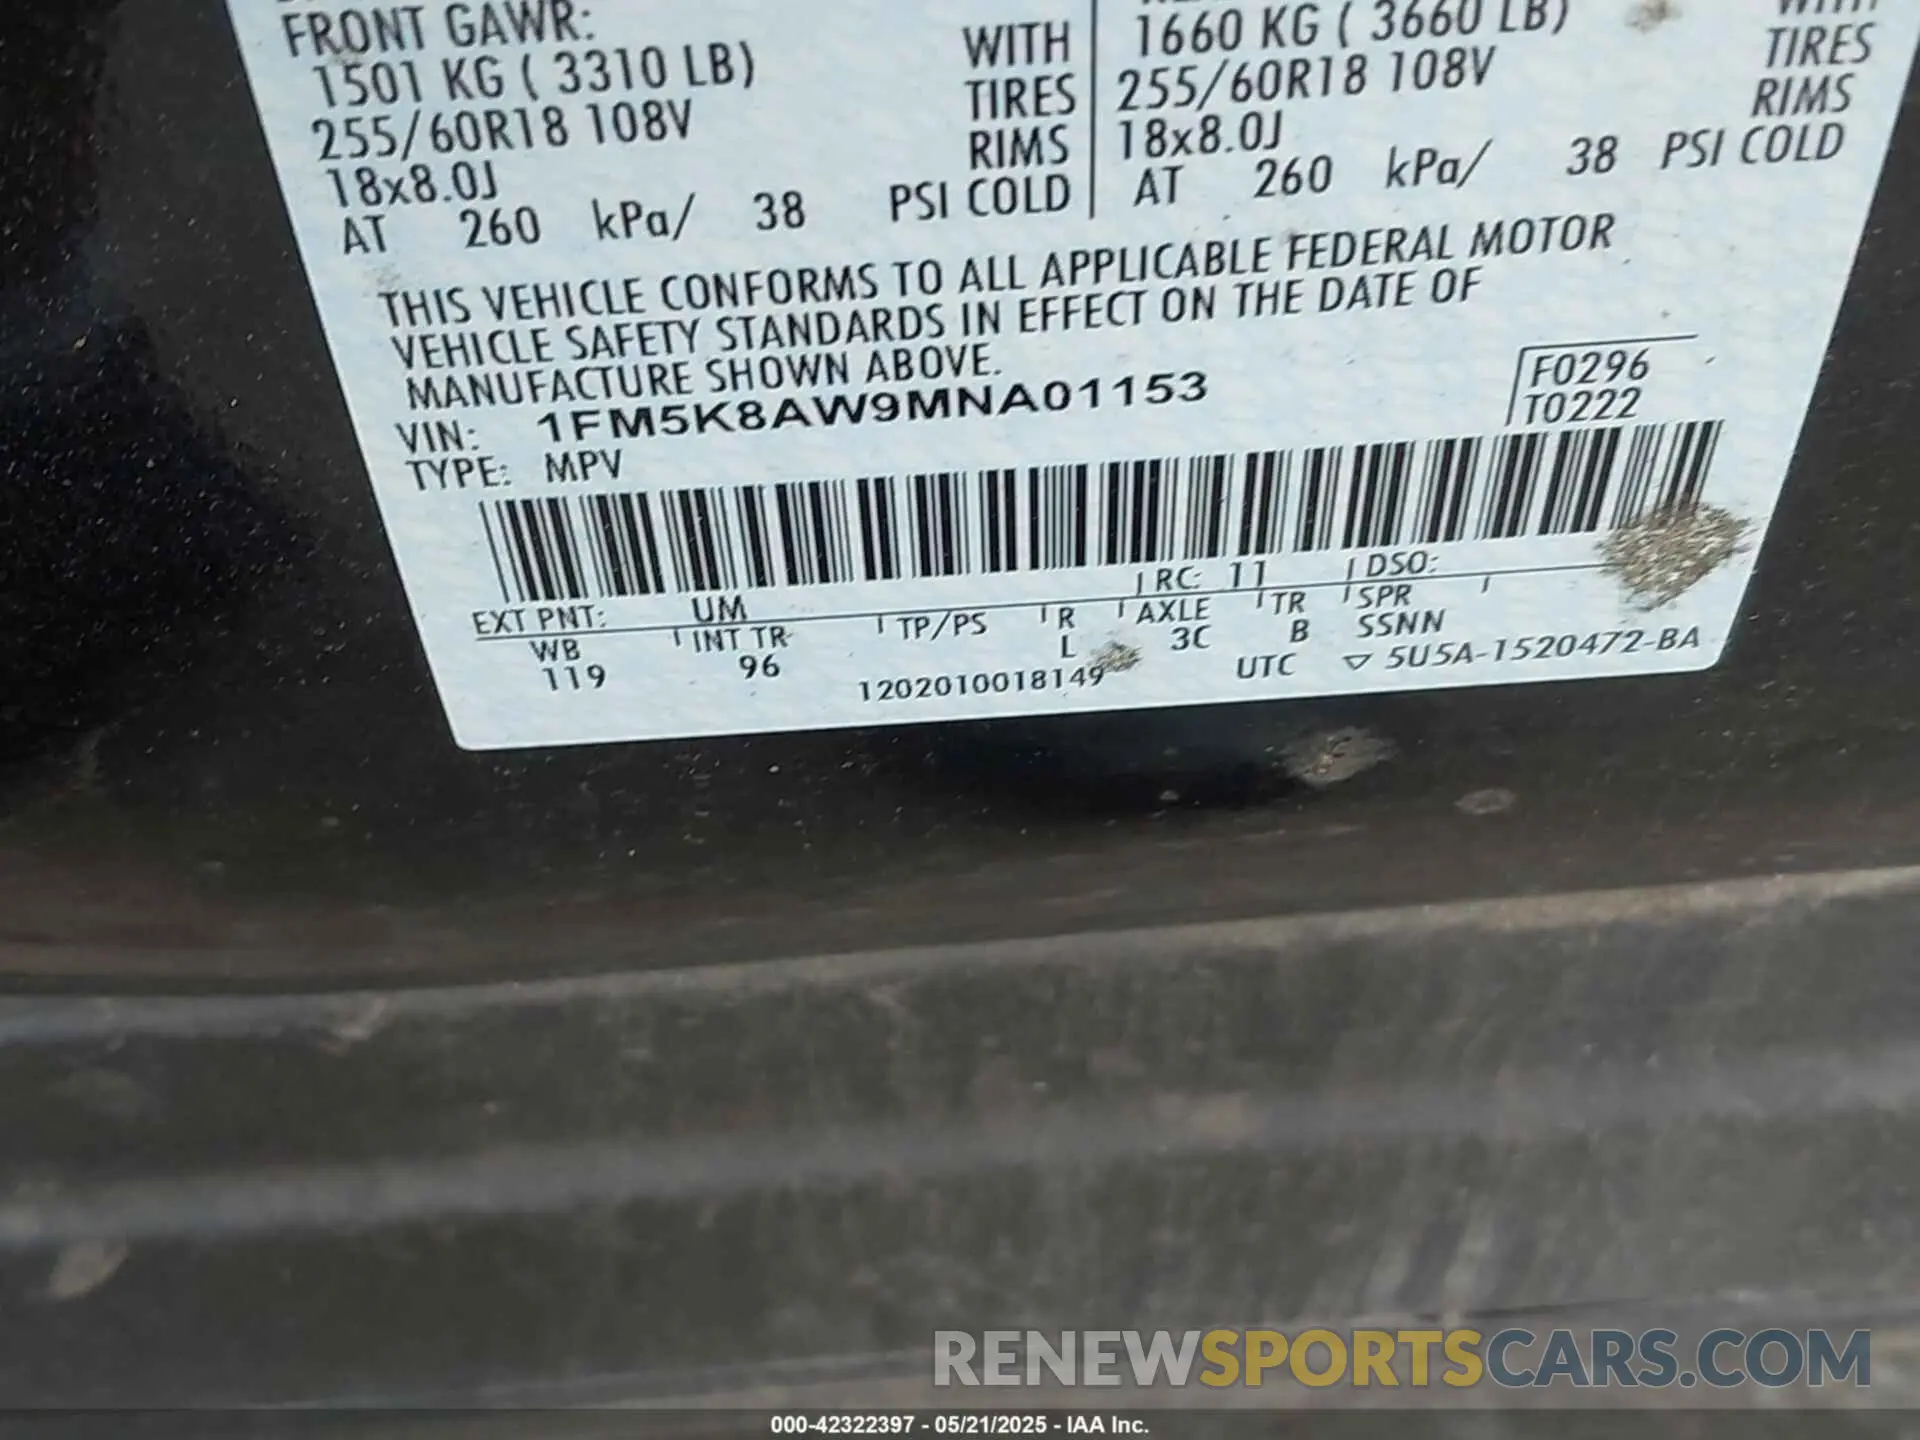 FRONT GAWR:
1501 KG ( 3310 LB) WITH
255/60R18 108V TIRES
18x8.0J RIMS
AT 260 kPa/ 38 PSI COLD
1660 KG ( 3660 LB) WITH
255/60R18 108V TIRES
18x8.0J RIMS
AT 260 kPa/ 38 PSI COLD
THIS VEHICLE CONFORMS TO ALL APPLICABLE FEDERAL MOTOR
VEHICLE SAFETY STANDARDS IN EFFECT ON THE DATE OF
MANUFACTURE SHOWN ABOVE.
VIN: 1FM5K8AW9MNA01153
TYPE: MPV
F0296
T0222
EXT PNT: UM RC: 11 DSO:
WB INT TR TP/PS R AXLE TR SPR
119 96 L 3C B SSNN
1202010018149 UTC ▽ 5U5A-1520472-BA
RENEWSPORTSCARS.COM
000-42322397 - 05/21/2025 - IAA Inc.